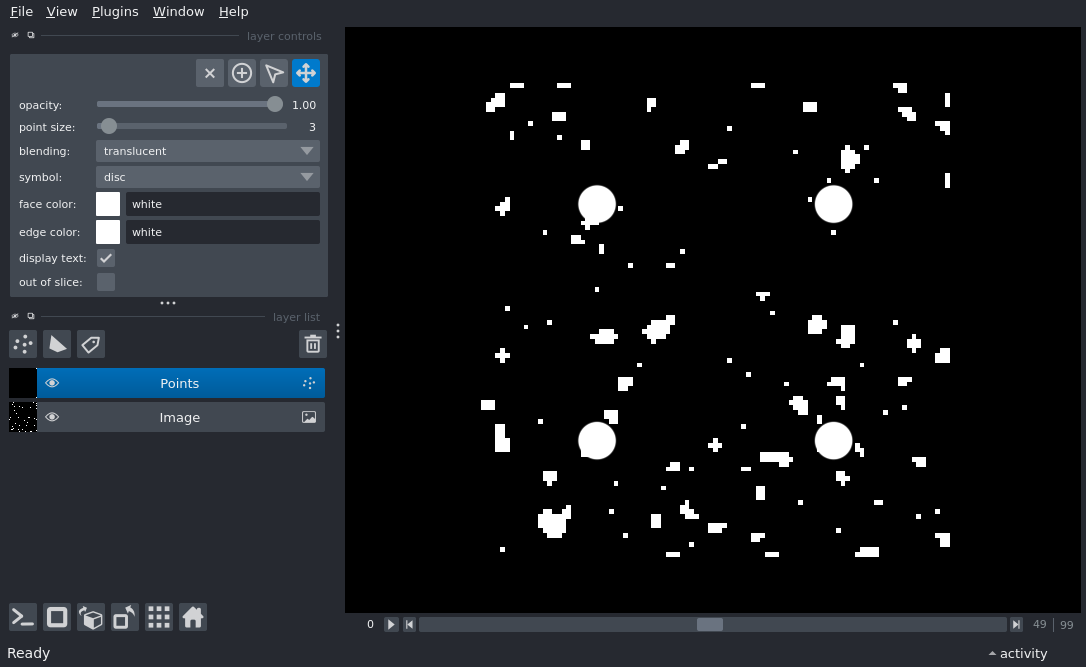 File View Plugins Window Help
layer controls
opacity: 1.00
point size: 3
blending: translucent
symbol: disc
face color: white
edge color: white
display text:
out of slice:
layer list
Points
Image
0 49 99
Ready activity